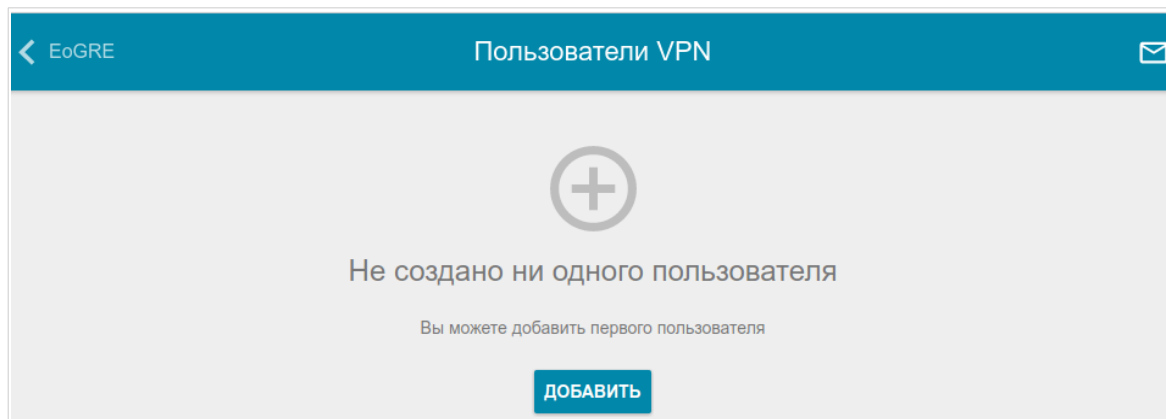 EoGRE
Пользователи VPN
Не создано ни одного пользователя
Вы можете добавить первого пользователя
ДОБАВИТЬ